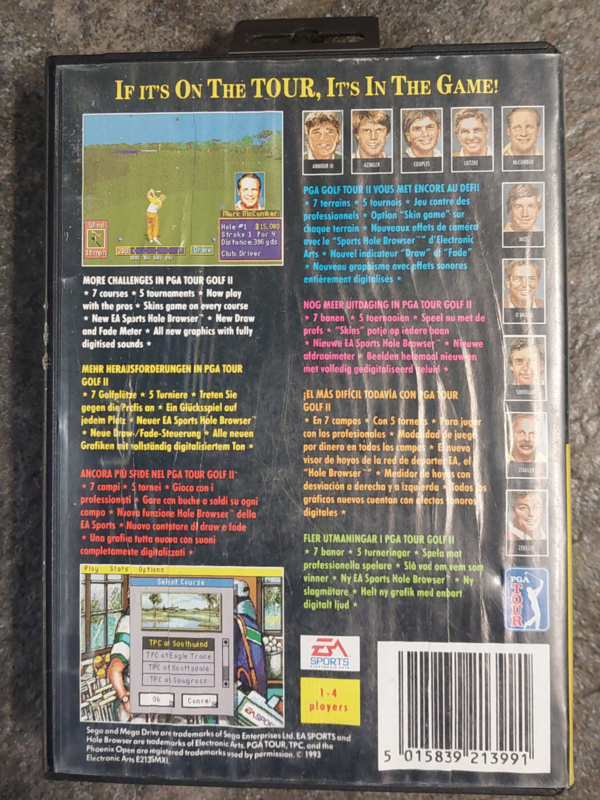 IF IT'S ON THE TOUR, IT'S IN THE GAME!
ARMOUR III
AZINGER
COUPLES
LIETZKE
McCUMBER
Mark McCumber
Wind
19mph
Hole #1 $15,000
Stroke 1 Par 4
Distance:396 yds.
Club: Driver
Draw
MORE CHALLENGES IN PGA TOUR GOLF II
★ 7 courses ★ 5 tournaments ★ Now play
with the pros ★ Skins game on every course
★ New EA Sports Hole Browser™ ★ New Draw
and Fade Meter ★ All new graphics with fully
digitised sounds ★
MEHR HERAUSFORDERUNGEN IN PGA TOUR
GOLF II
★ 7 Golfplätze ★ 5 Turniere ★ Treten Sie
gegen die Profis an ★ Ein Glücksspiel auf
jedem Platz ★ Neuer EA Sports Hole Browser™
★ Neue Draw-/Fade-Steuerung ★ Alle neuen
Grafiken mit vollständig digitalisiertem Ton ★
ANCORA PIÙ SFIDE NEL PGA TOUR GOLF II
★ 7 campi ★ 5 tornei ★ Gioca con i
professionisti ★ Gare con buche a soldi su ogni
campo ★ Nuova funzione Hole Browser™ della
EA Sports ★ Nuovo contatore di draw e fade
★ Una grafica tutta nuova con suoni
completamente digitalizzati ★
PGA GOLF TOUR II VOUS MET ENCORE AU DEFI!
★ 7 terrains ★ 5 tournois ★ Jeu contre des
professionnels ★ Option "Skin game" sur
chaque terrain ★ Nouveaux effets de caméra
avec le "Sports Hole Browser"™ d'Electronic
Arts ★ Nouvel indicateur "Draw" et "Fade"
★ Nouveau graphisme avec effets sonores
entièrement digitalisés ★
NOG MEER UITDAGING IN PGA TOUR GOLF II
★ 7 banen ★ 5 toernooien ★ Speel nu met de
profs ★ "Skins" potje op iedere baan
★ Nieuwe EA Sports Hole Browser™ ★ Nieuwe
afdraaimeter ★ Beelden helemaal nieuw en
met volledig gedigitaliseerd geluid ★
¡EL MÁS DIFÍCIL TODAVÍA CON PGA TOUR
GOLF II
★ En 7 campos ★ Con 5 torneos ★ Para jugar
con los profesionales ★ Modalidad de juego
por dinero en todos los campos ★ El nuevo
visor de hoyos de la red de deportes EA, el
"Hole Browser"™ ★ Medidor de hoyos con
desviación a derecha y a izquierda ★ Todos los
gráficos nuevos cuentan con efectos sonoros
digitales ★
FLER UTMANINGAR I PGA TOUR GOLF II
★ 7 banor ★ 5 turneringar ★ Spela mot
professionella spelare ★ Slå vad om vem som
vinner ★ Ny EA Sports Hole Browser™ ★ Ny
slagmätare ★ Helt ny grafik med enbart
digitalt ljud ★
STADLER
ZOELLER
PGA
TOUR
Play Stats Options
Select Course
TPC at Southwind
TPC at Eagle Trace
TPC of Scottsdale
TPC at Sawgrass
Ok
Cancel
EA SPORTS
EA
SPORTS
ELECTRONIC ARTS
1-4
players
5 015839 213991
Sega and Mega Drive are trademarks of Sega Enterprises Ltd. EA SPORTS and
Hole Browser are trademarks of Electronic Arts. PGA TOUR, TPC, and the
Phoenix Open are registered trademarks used by permission. © 1993
Electronic Arts E2135MXI.